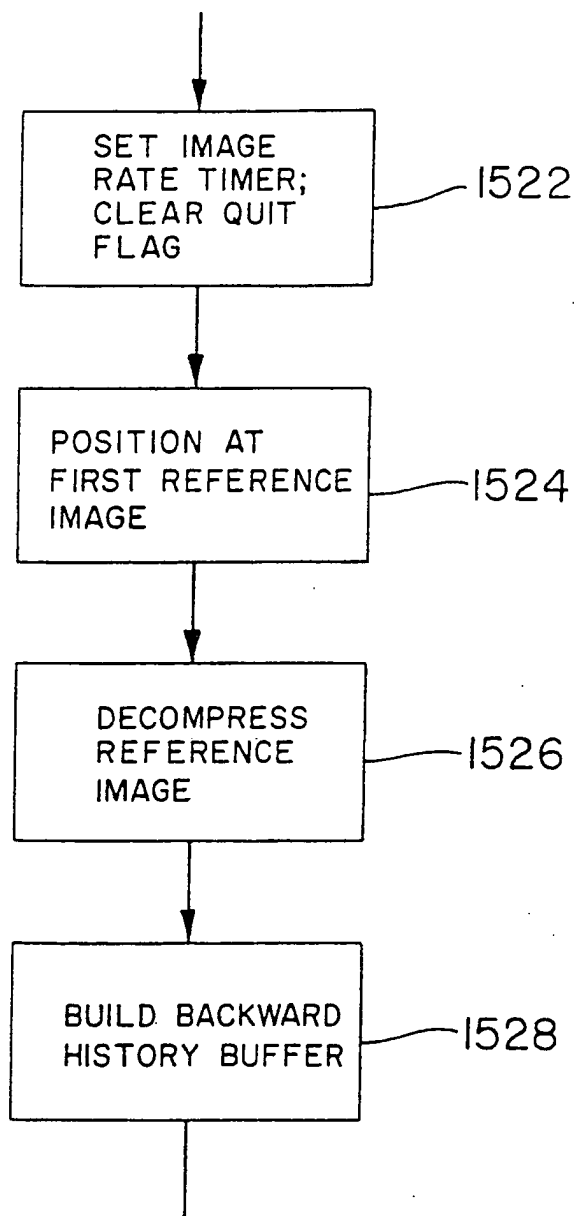 SET IMAGE
RATE TIMER;
CLEAR QUIT
FLAG
1522
POSITION AT
FIRST REFERENCE
IMAGE
1524
DECOMPRESS
REFERENCE
IMAGE
1526
BUILD BACKWARD
HISTORY BUFFER
1528